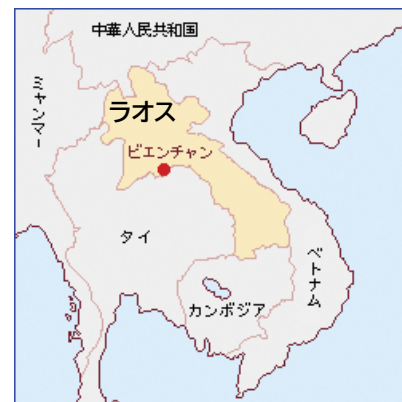 中華人民共和国
ミャンマー
ラオス
ビエンチャン
タイ
ベトナム
カンボジア